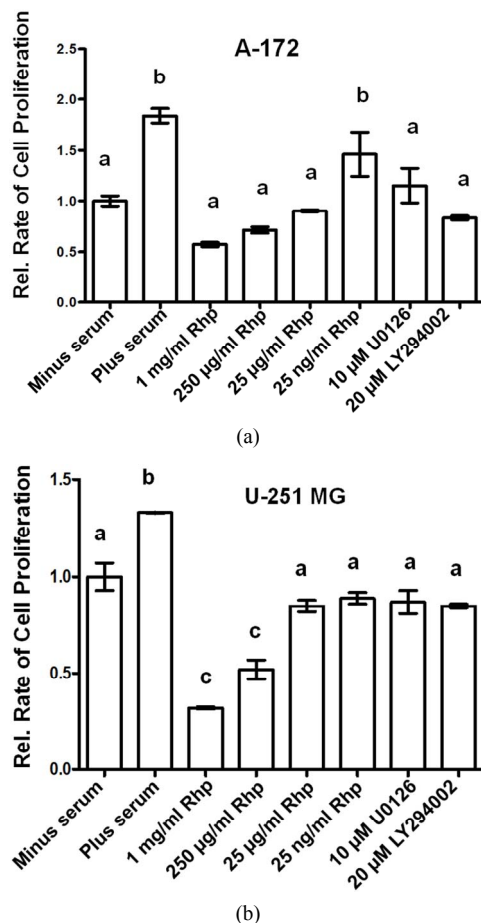 A-172
Rel. Rate of Cell Proliferation
2.5
2.0
1.5
1.0
0.5
0.0
a
b
a
a
a
b
a
a
Minus serum
Plus serum
1 mg/ml Rhp
250 µg/ml Rhp
25 µg/ml Rhp
25 ng/ml Rhp
10 µM U0126
20 µM LY294002
(a)
U-251 MG
Rel. Rate of Cell Proliferation
1.5
1.0
0.5
0.0
a
b
c
c
a
a
a
a
Minus serum
Plus serum
1 mg/ml Rhp
250 µg/ml Rhp
25 µg/ml Rhp
25 ng/ml Rhp
10 µM U0126
20 µM LY294002
(b)